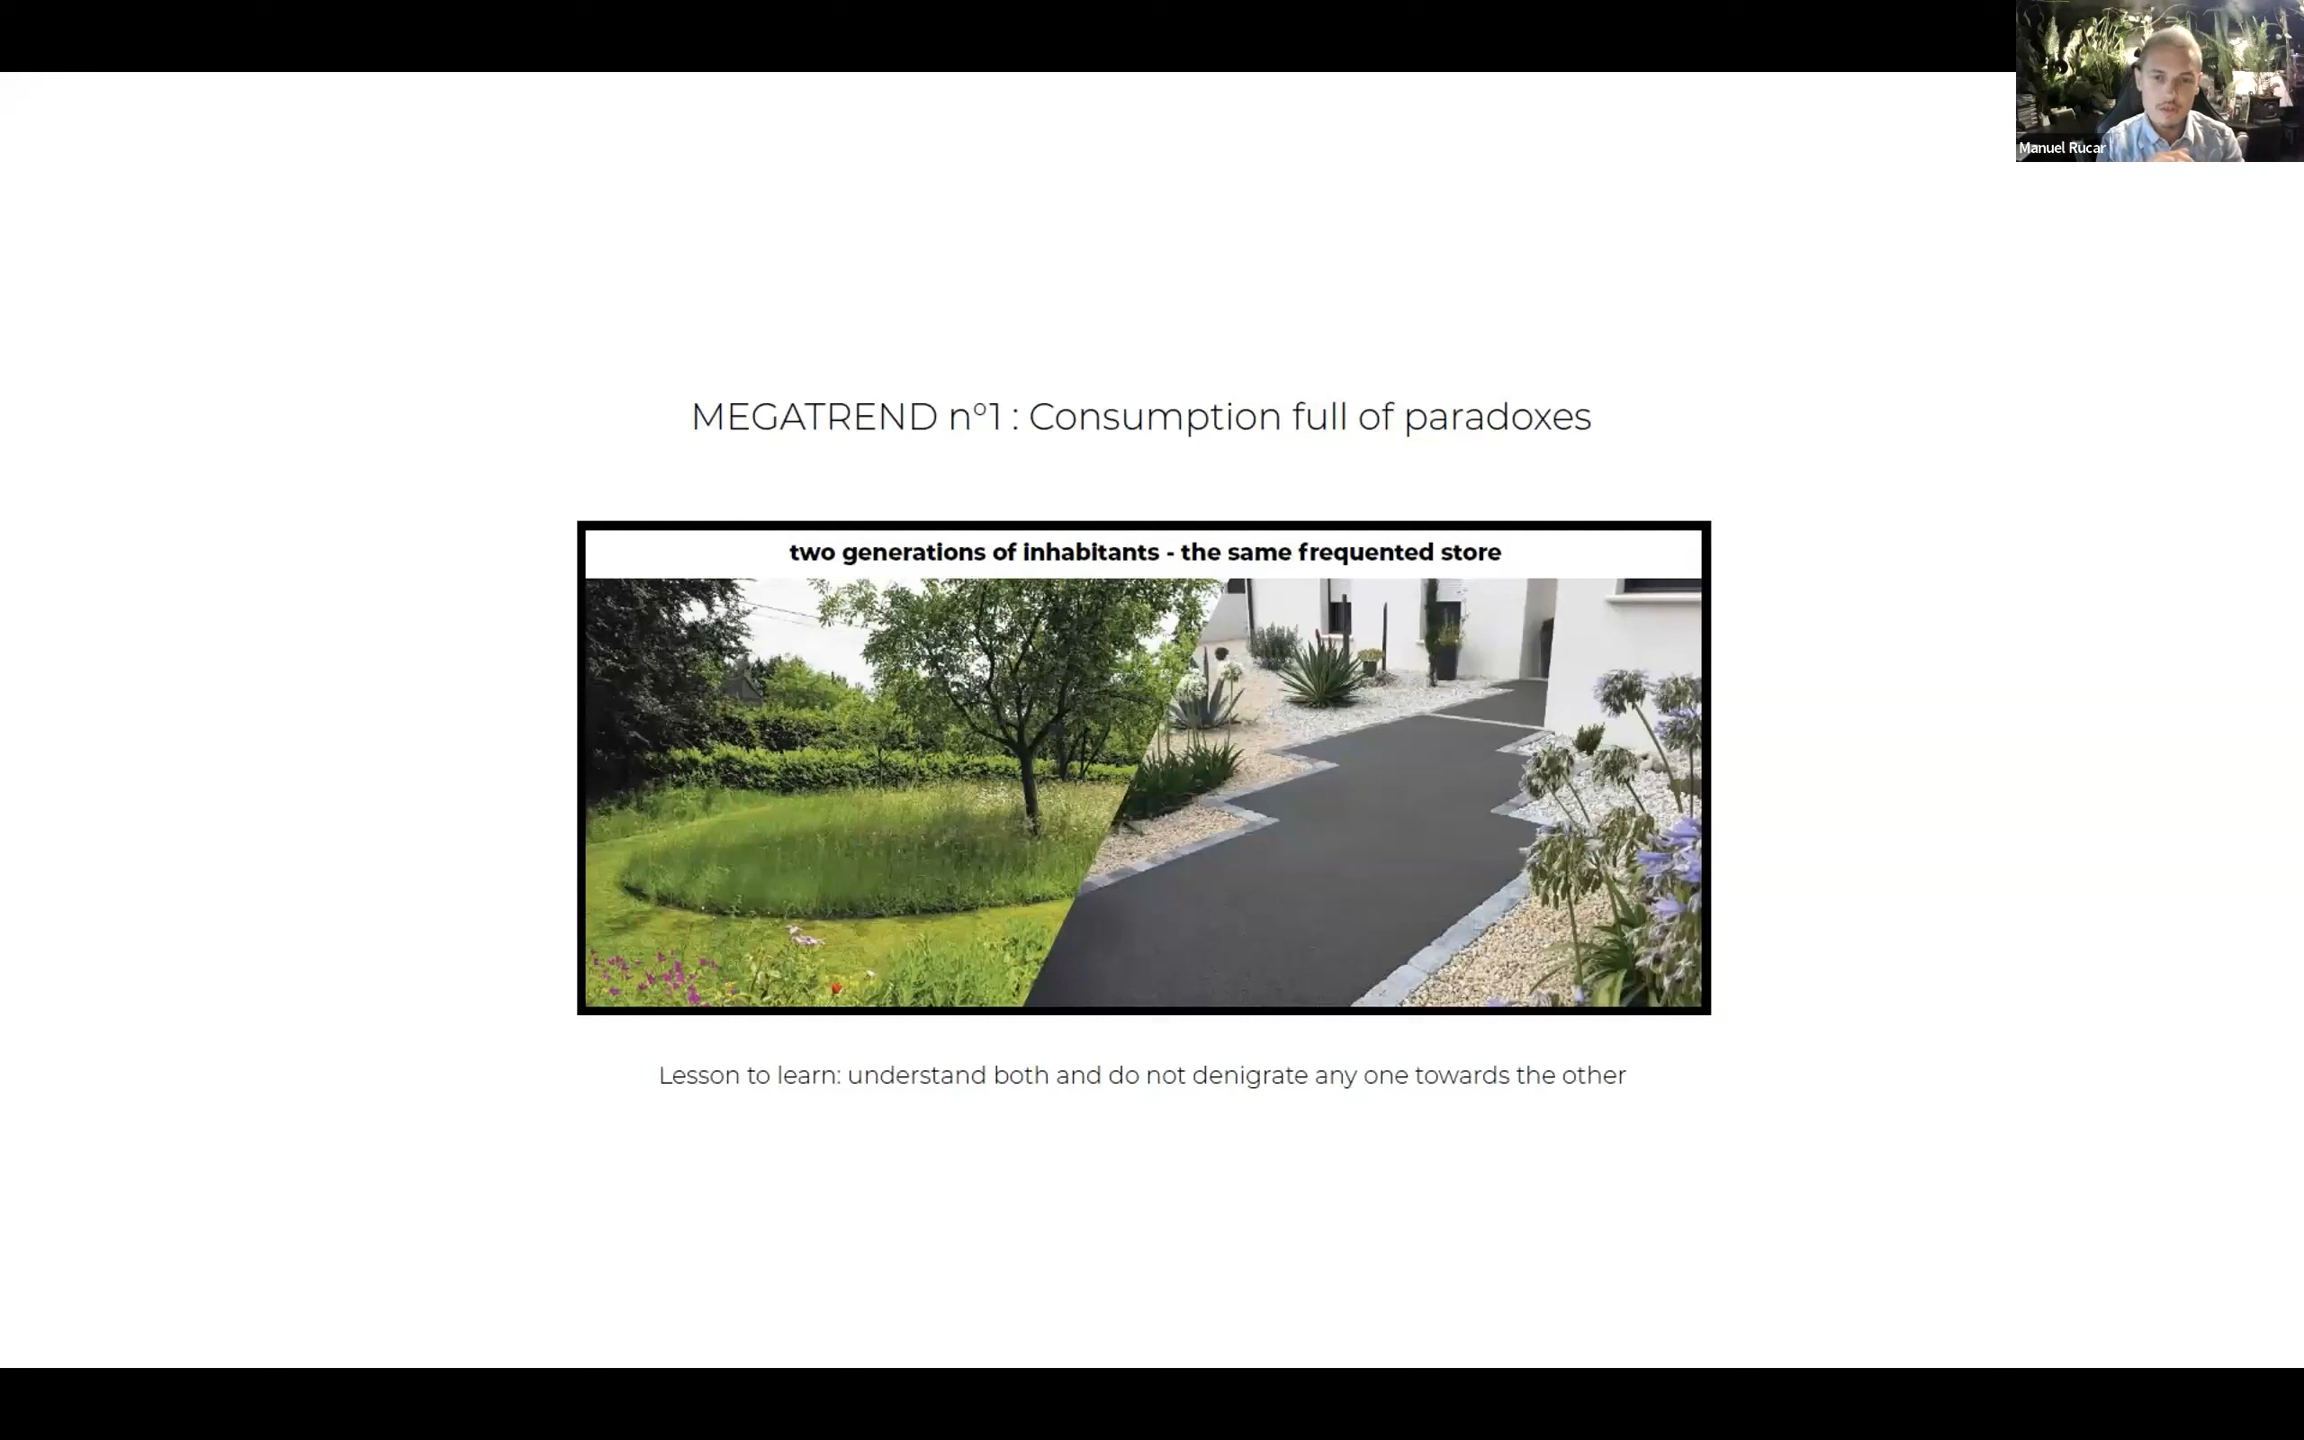 Manuel Rucar
MEGATREND n°1 : Consumption full of paradoxes
two generations of inhabitants - the same frequented store
Lesson to learn: understand both and do not denigrate any one towards the other